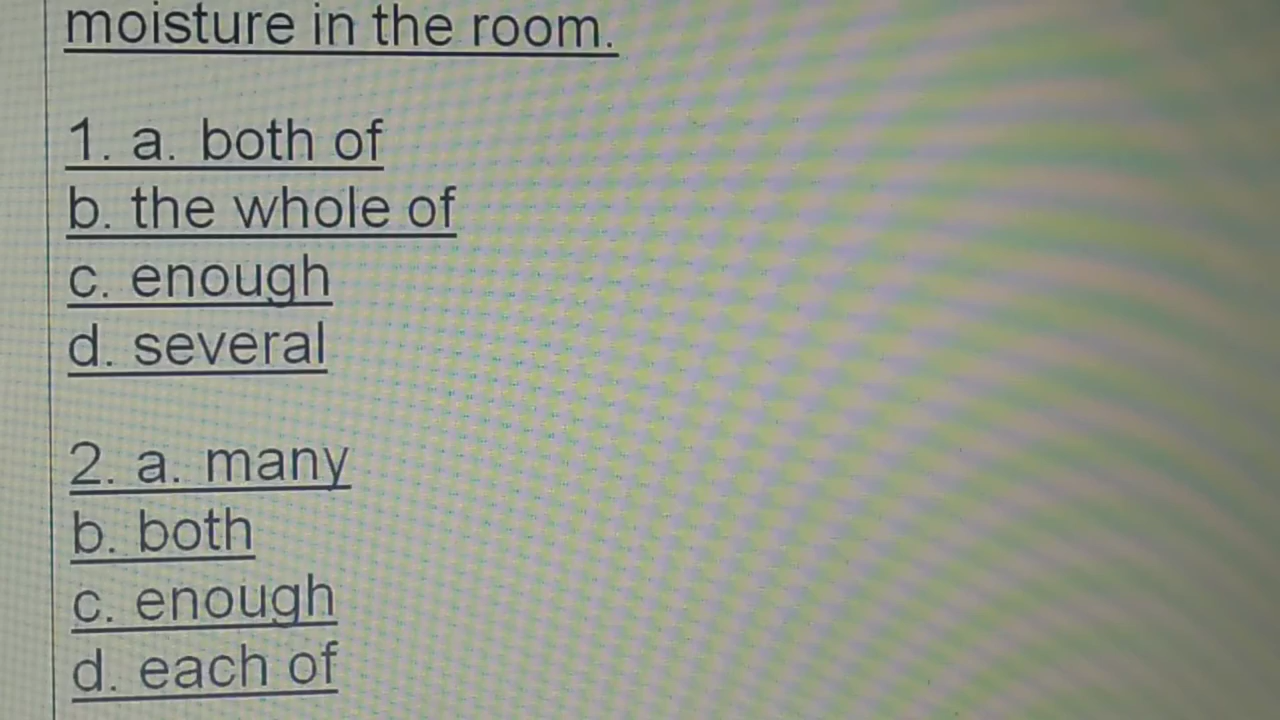 moisture in the room.
1. a. both of
b. the whole of
c. enough
d. several
2. a. many
b. both
c. enough
d. each of